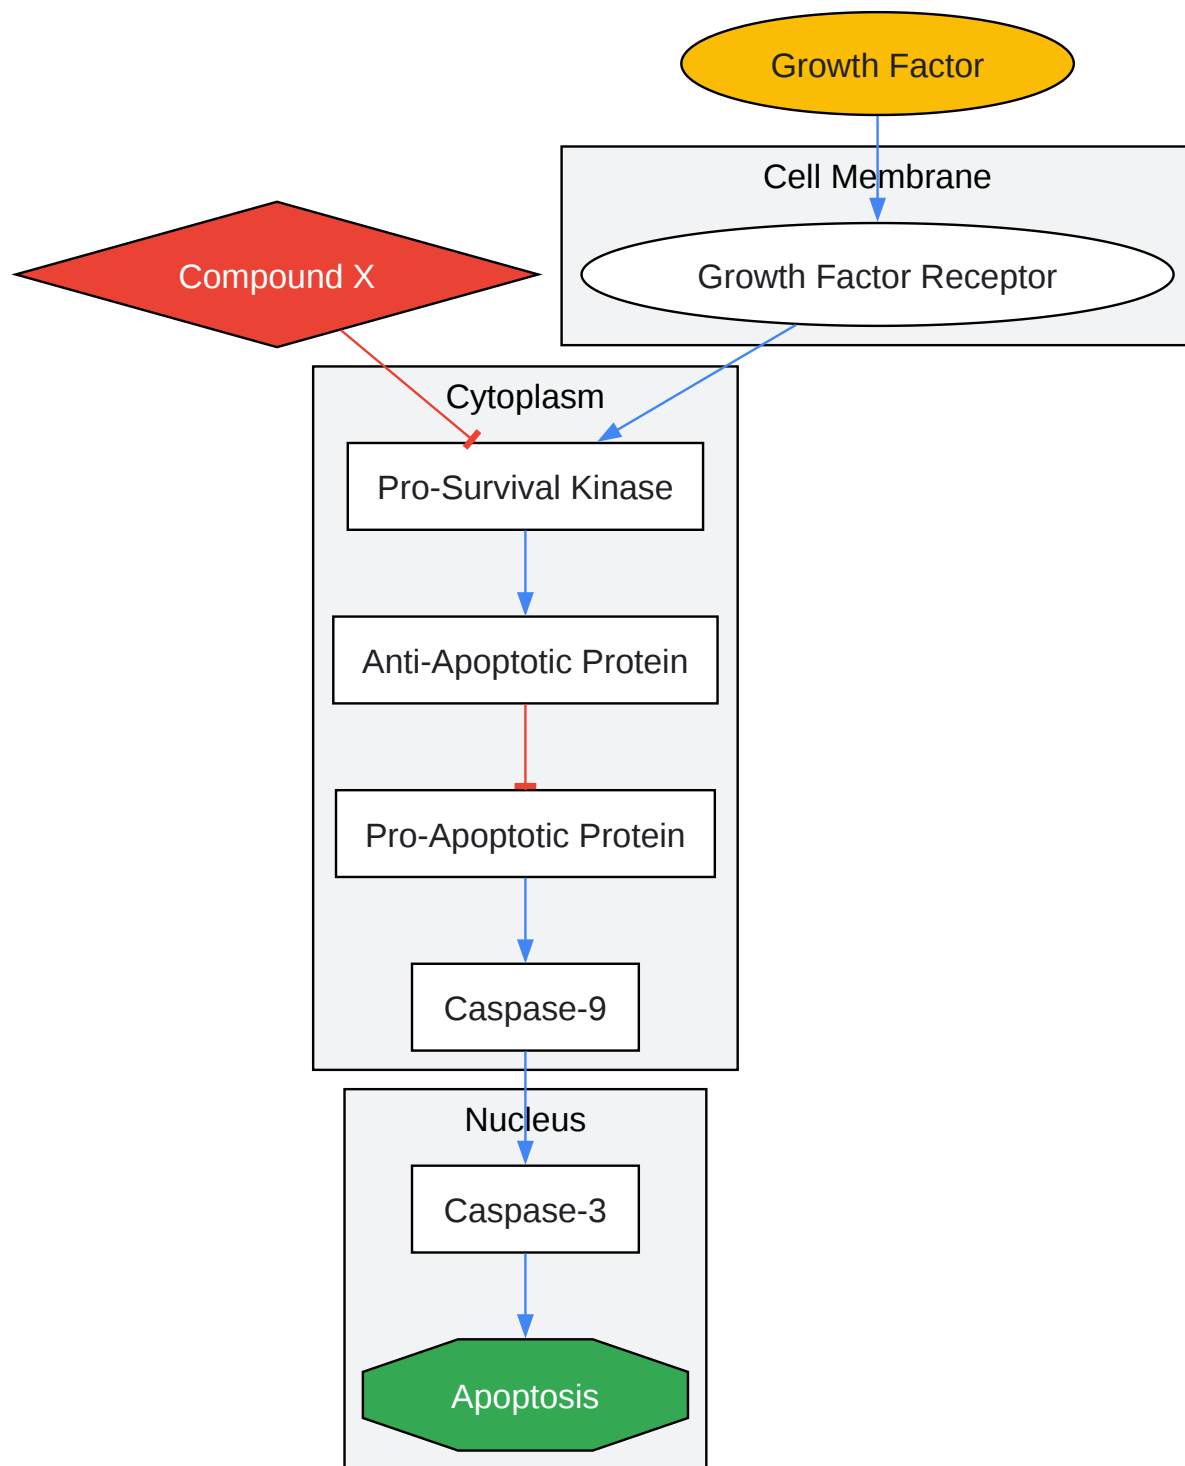 Growth Factor
Cell Membrane
Compound X
Growth Factor Receptor
Cytoplasm
Pro-Survival Kinase
Anti-Apoptotic Protein
Pro-Apoptotic Protein
Caspase-9
Nucleus
Caspase-3
Apoptosis